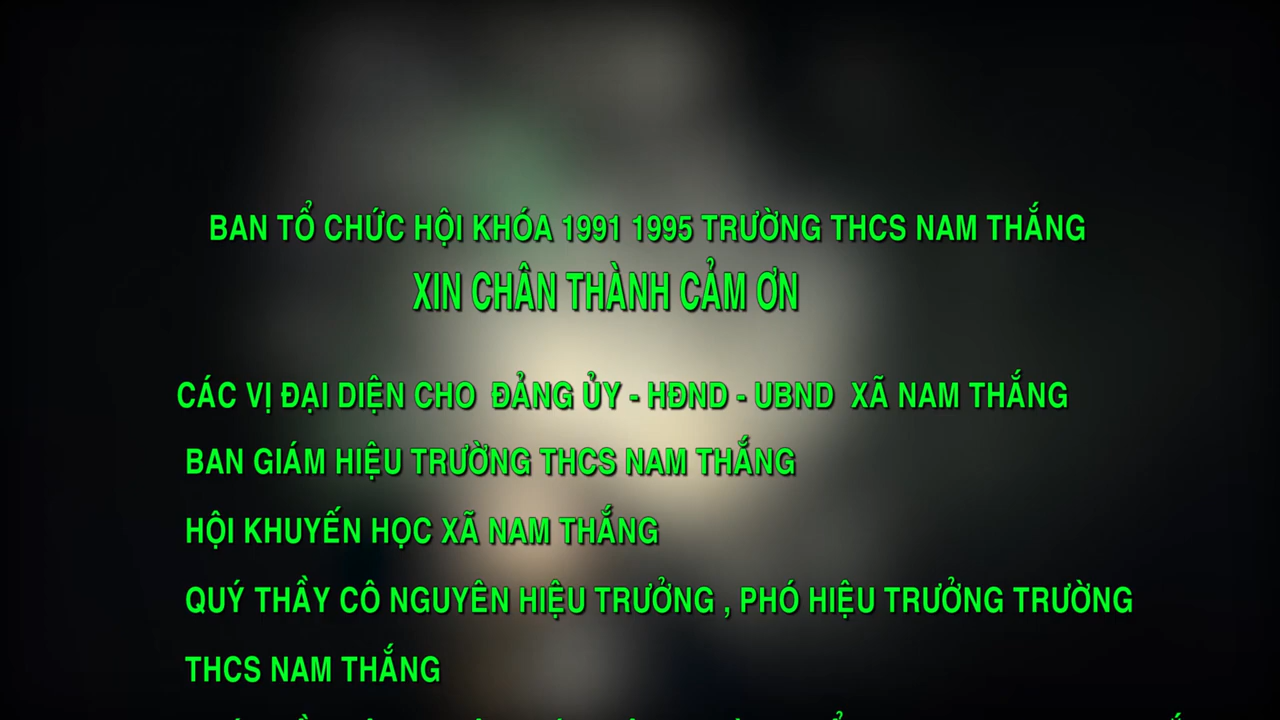 BAN TỔ CHỨC HỘI KHÓA 1991 1995 TRƯỜNG THCS NAM THẮNG
XIN CHÂN THÀNH CẢM ƠN
CÁC VỊ ĐẠI DIỆN CHO ĐẢNG ỦY - HĐND - UBND XÃ NAM THẮNG
BAN GIÁM HIỆU TRƯỜNG THCS NAM THẮNG
HỘI KHUYẾN HỌC XÃ NAM THẮNG
QUÝ THẦY CÔ NGUYÊN HIỆU TRƯỞNG , PHÓ HIỆU TRƯỞNG TRƯỜNG
THCS NAM THẮNG